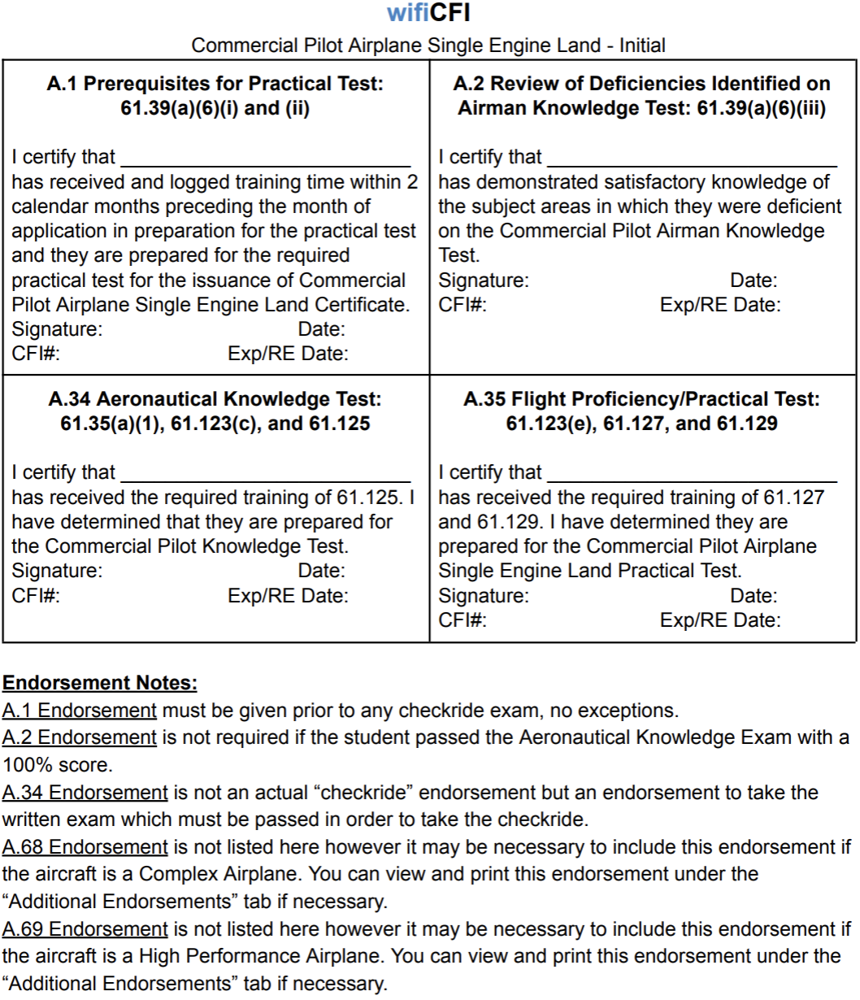 wifiCFI
Commercial Pilot Airplane Single Engine Land - Initial
A.1 Prerequisites for Practical Test:
61.39(a)(6)(i) and (ii)
I certify that ___________________________
has received and logged training time within 2
calendar months preceding the month of
application in preparation for the practical test
and they are prepared for the required
practical test for the issuance of Commercial
Pilot Airplane Single Engine Land Certificate.
Signature: Date:
CFI#: Exp/RE Date:
A.2 Review of Deficiencies Identified on
Airman Knowledge Test: 61.39(a)(6)(iii)
I certify that ___________________________
has demonstrated satisfactory knowledge of
the subject areas in which they were deficient
on the Commercial Pilot Airman Knowledge
Test.
Signature: Date:
CFI#: Exp/RE Date:
A.34 Aeronautical Knowledge Test:
61.35(a)(1), 61.123(c), and 61.125
I certify that ___________________________
has received the required training of 61.125. I
have determined that they are prepared for
the Commercial Pilot Knowledge Test.
Signature: Date:
CFI#: Exp/RE Date:
A.35 Flight Proficiency/Practical Test:
61.123(e), 61.127, and 61.129
I certify that ___________________________
has received the required training of 61.127
and 61.129. I have determined they are
prepared for the Commercial Pilot Airplane
Single Engine Land Practical Test.
Signature: Date:
CFI#: Exp/RE Date:
Endorsement Notes:
A.1 Endorsement must be given prior to any checkride exam, no exceptions.
A.2 Endorsement is not required if the student passed the Aeronautical Knowledge Exam with a
100% score.
A.34 Endorsement is not an actual “checkride” endorsement but an endorsement to take the
written exam which must be passed in order to take the checkride.
A.68 Endorsement is not listed here however it may be necessary to include this endorsement if
the aircraft is a Complex Airplane. You can view and print this endorsement under the
“Additional Endorsements” tab if necessary.
A.69 Endorsement is not listed here however it may be necessary to include this endorsement if
the aircraft is a High Performance Airplane. You can view and print this endorsement under the
“Additional Endorsements” tab if necessary.